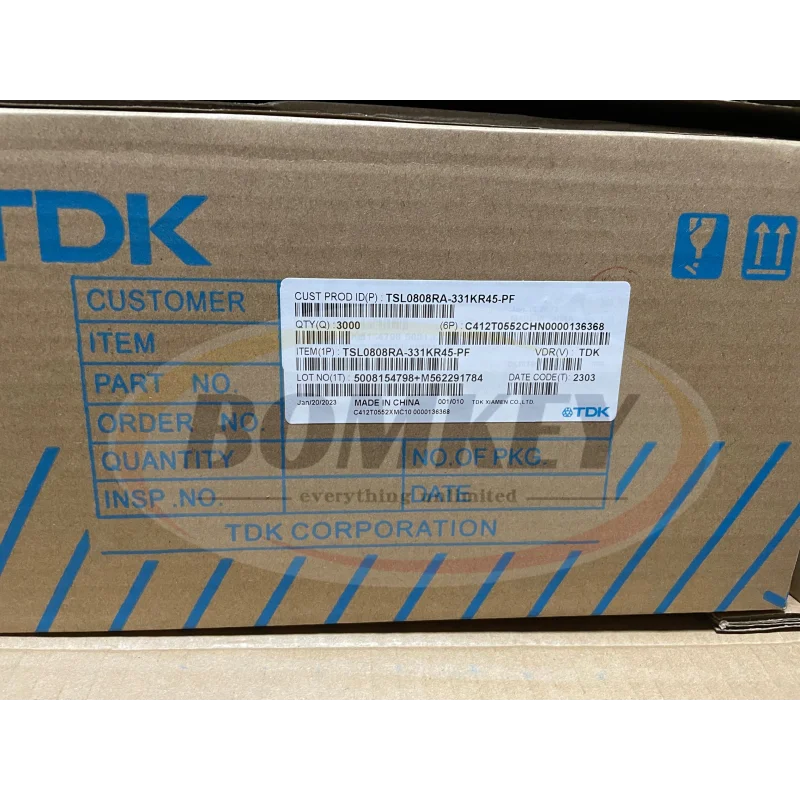 TDK
CUSTOMER
ITEM
PART NO.
ORDER NO.
QUANTITY
NO.OF PKG.
INSP.NO.
DATE
TDK CORPORATION
CUST PROD ID(P) : TSL0808RA-331KR45-PF
QTY(Q) :3000 (6P) : C412T0552CHN0000136368
ITEM(1P) : TSL0808RA-331KR45-PF VDR(V) : TDK
LOT NO(1T) : 5008154798+M562291784 DATE CODE(T): 2303
Jan/20/2023 MADE IN CHINA 001/010 TDK XIAMEN CO.,LTD.
C412T0552XMC10 0000136368
TDK
BOMKEY
everything unlimited